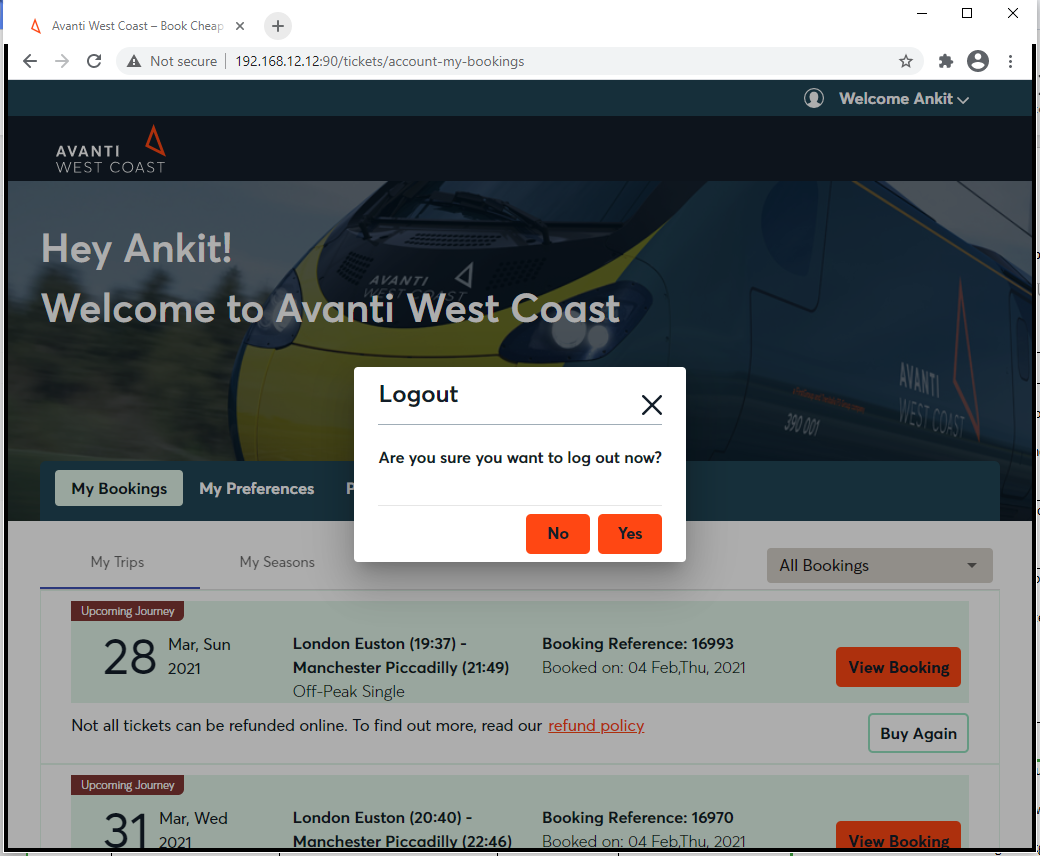 Avanti West Coast – Book Cheap
Not secure
192.168.12.12:90/tickets/account-my-bookings
Welcome Ankit
AVANTI
WEST COAST
Hey Ankit!
Welcome to Avanti West Coast
AVANTI
WEST COAST
AVANTI
WEST COAST
390 001
Logout
Are you sure you want to log out now?
No
Yes
My Bookings
My Preferences
P
My Trips
My Seasons
All Bookings
Upcoming Journey
28
Mar, Sun
2021
London Euston (19:37) -
Manchester Piccadilly (21:49)
Off-Peak Single
Booking Reference: 16993
Booked on: 04 Feb,Thu, 2021
View Booking
Not all tickets can be refunded online. To find out more, read our refund policy
Buy Again
Upcoming Journey
31
Mar, Wed
2021
London Euston (20:40) -
Manchester Piccadilly (22:46)
Booking Reference: 16970
Booked on: 04 Feb,Thu, 2021
View Booking